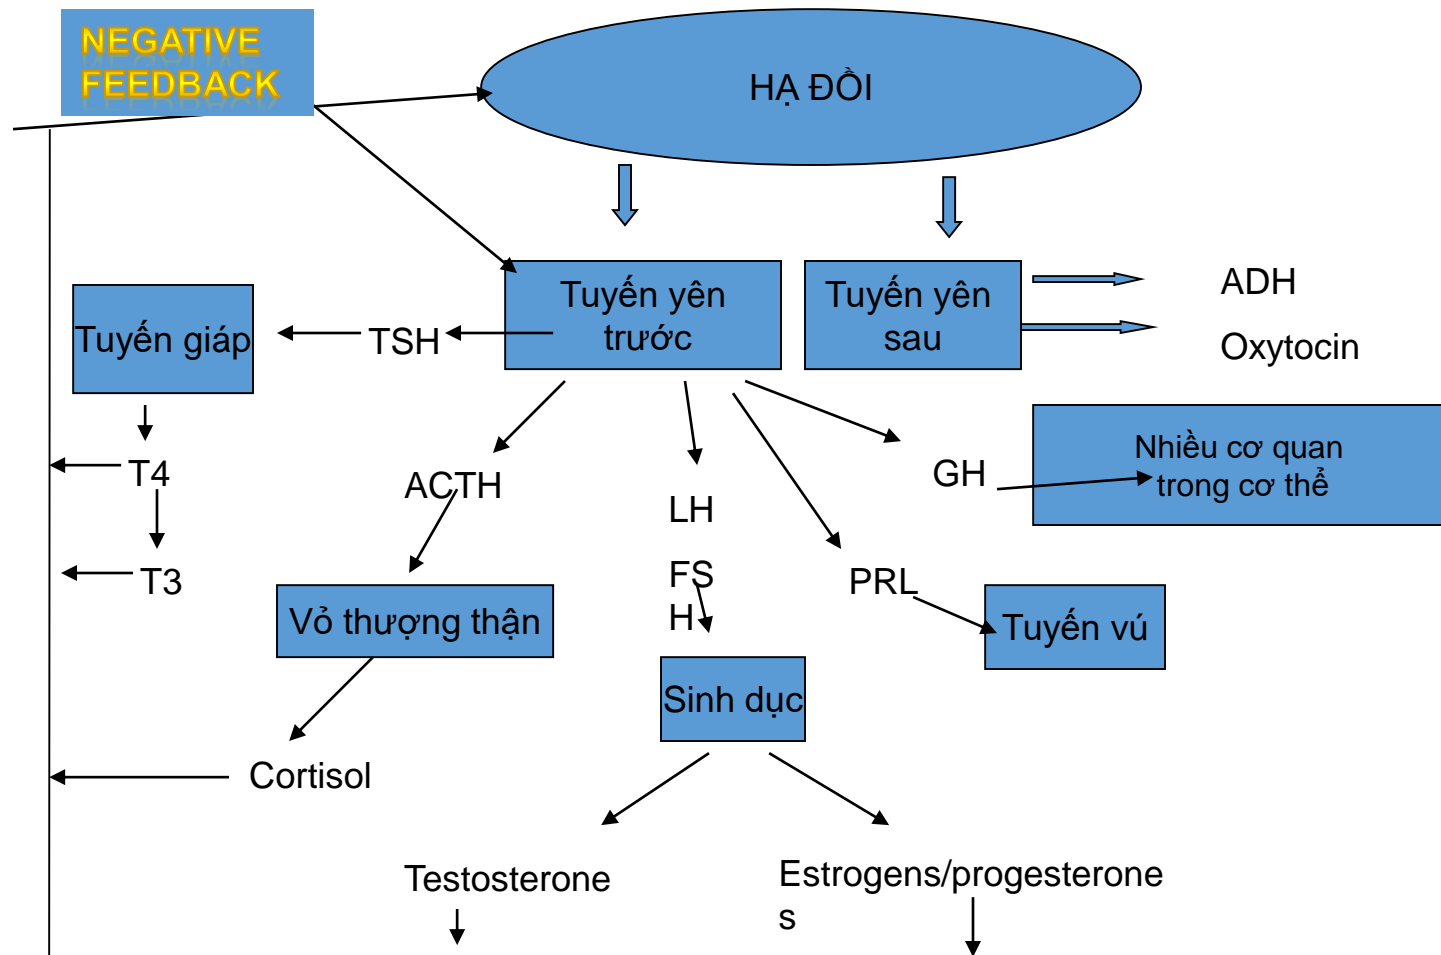 NEGATIVE
FEEDBACK
HẠ ĐỒI
Tuyến yên
trước
Tuyến yên
sau
ADH
Oxytocin
Tuyến giáp
TSH
T4
T3
ACTH
LH
FS
H
GH
Nhiều cơ quan
trong cơ thể
PRL
Tuyến vú
Vỏ thượng thận
Sinh dục
Cortisol
Testosterone
Estrogens/progesterone
s